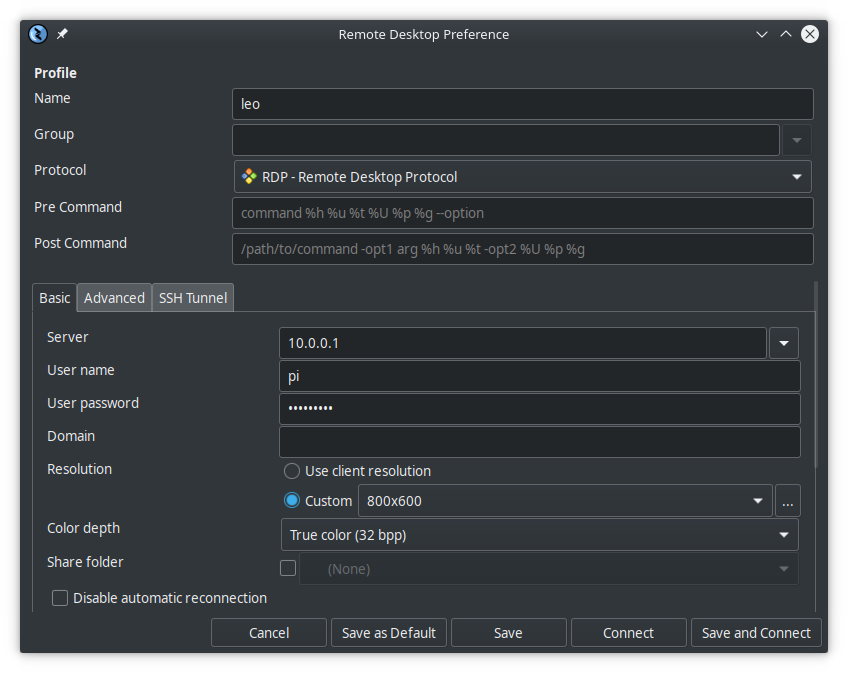 Remote Desktop Preference
Profile
Name leo
Group
Protocol RDP - Remote Desktop Protocol
Pre Command command %h %u %t %U %p %g --option
Post Command /path/to/command -opt1 arg %h %u %t -opt2 %U %p %g
Basic Advanced SSH Tunnel
Server 10.0.0.1
User name pi
User password •••••••••
Domain
Resolution Use client resolution
Custom 800x600 ...
Color depth True color (32 bpp)
Share folder (None)
Disable automatic reconnection
Cancel Save as Default Save Connect Save and Connect